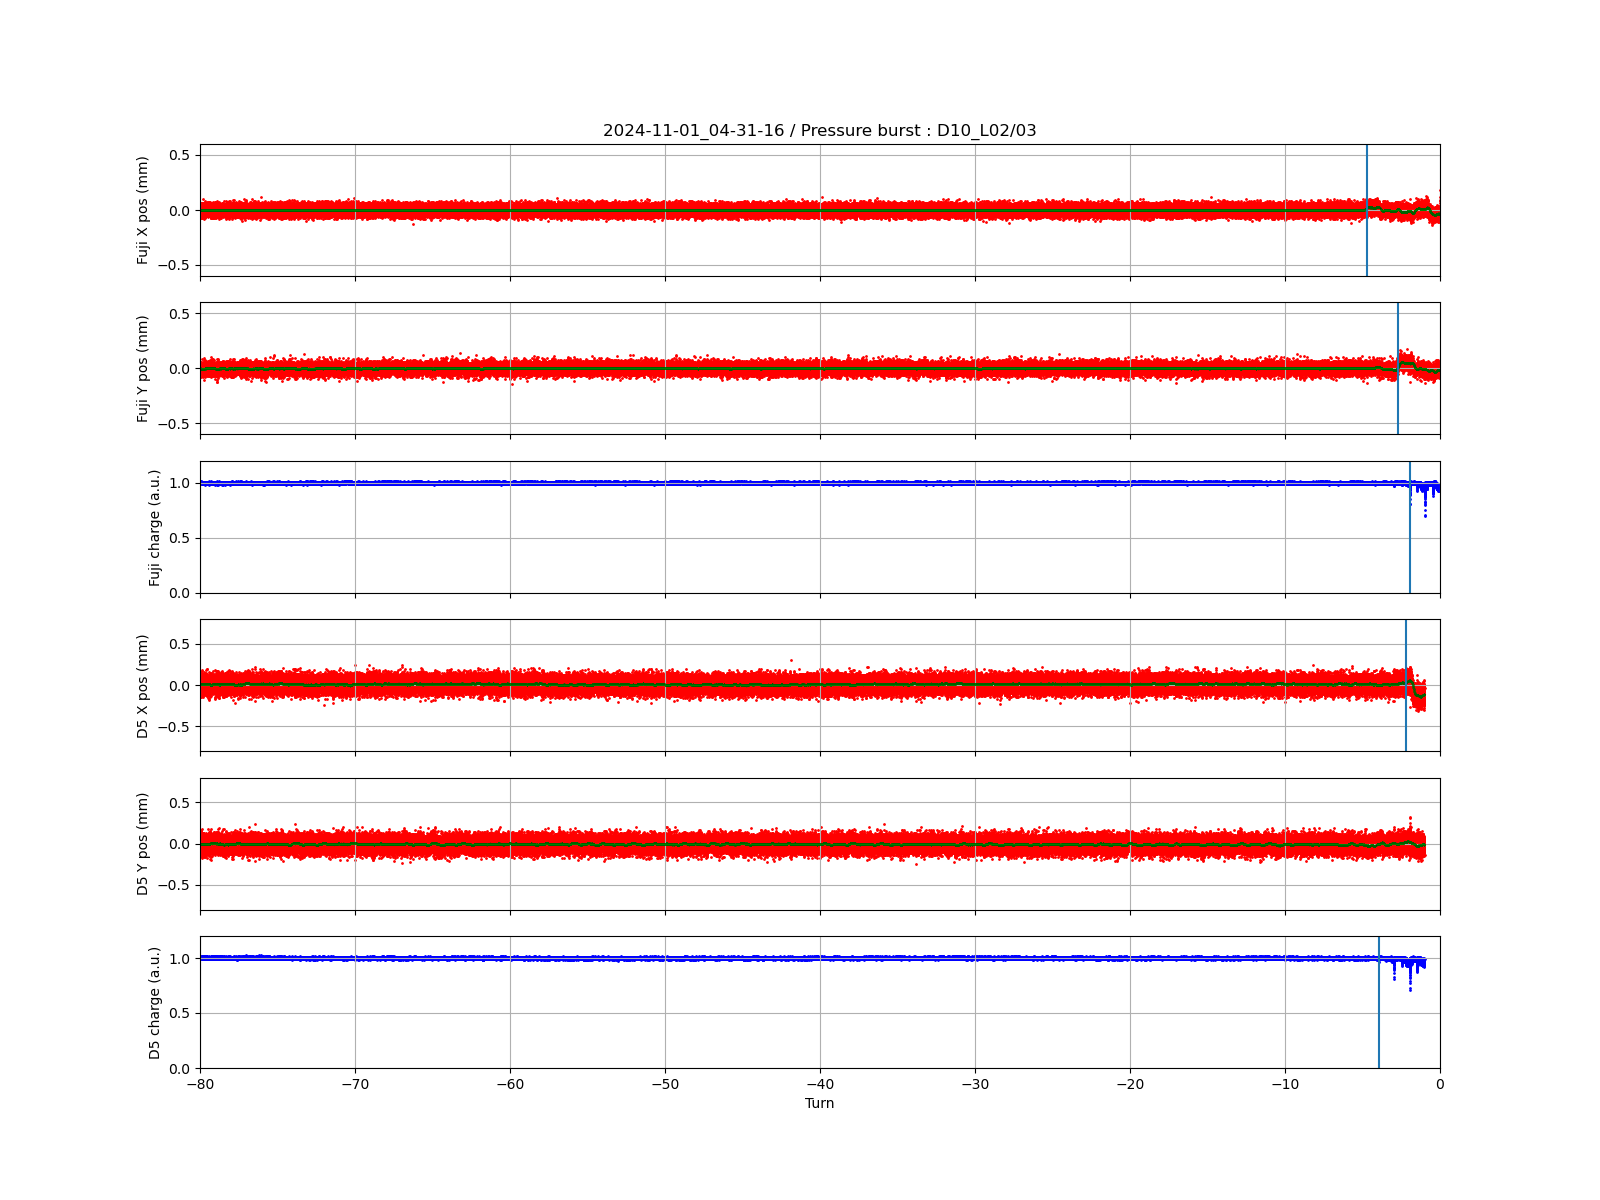 2024-11-01_04-31-16 / Pressure burst : D10_L02/03
Fuji X pos (mm)
0.5
0.0
−0.5
Fuji Y pos (mm)
0.5
0.0
−0.5
Fuji charge (a.u.)
1.0
0.5
0.0
D5 X pos (mm)
0.5
0.0
−0.5
D5 Y pos (mm)
0.5
0.0
−0.5
D5 charge (a.u.)
1.0
0.5
0.0
−80 −70 −60 −50 −40 −30 −20 −10 0
Turn